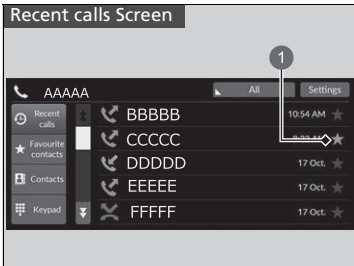 Recent calls Screen
1
AAAAA
All
Settings
Recent
calls
BBBBB
10:54 AM
Favourite
contacts
CCCCC
Contacts
DDDDD
17 Oct.
EEEEE
17 Oct.
Keypad
FFFFF
17 Oct.